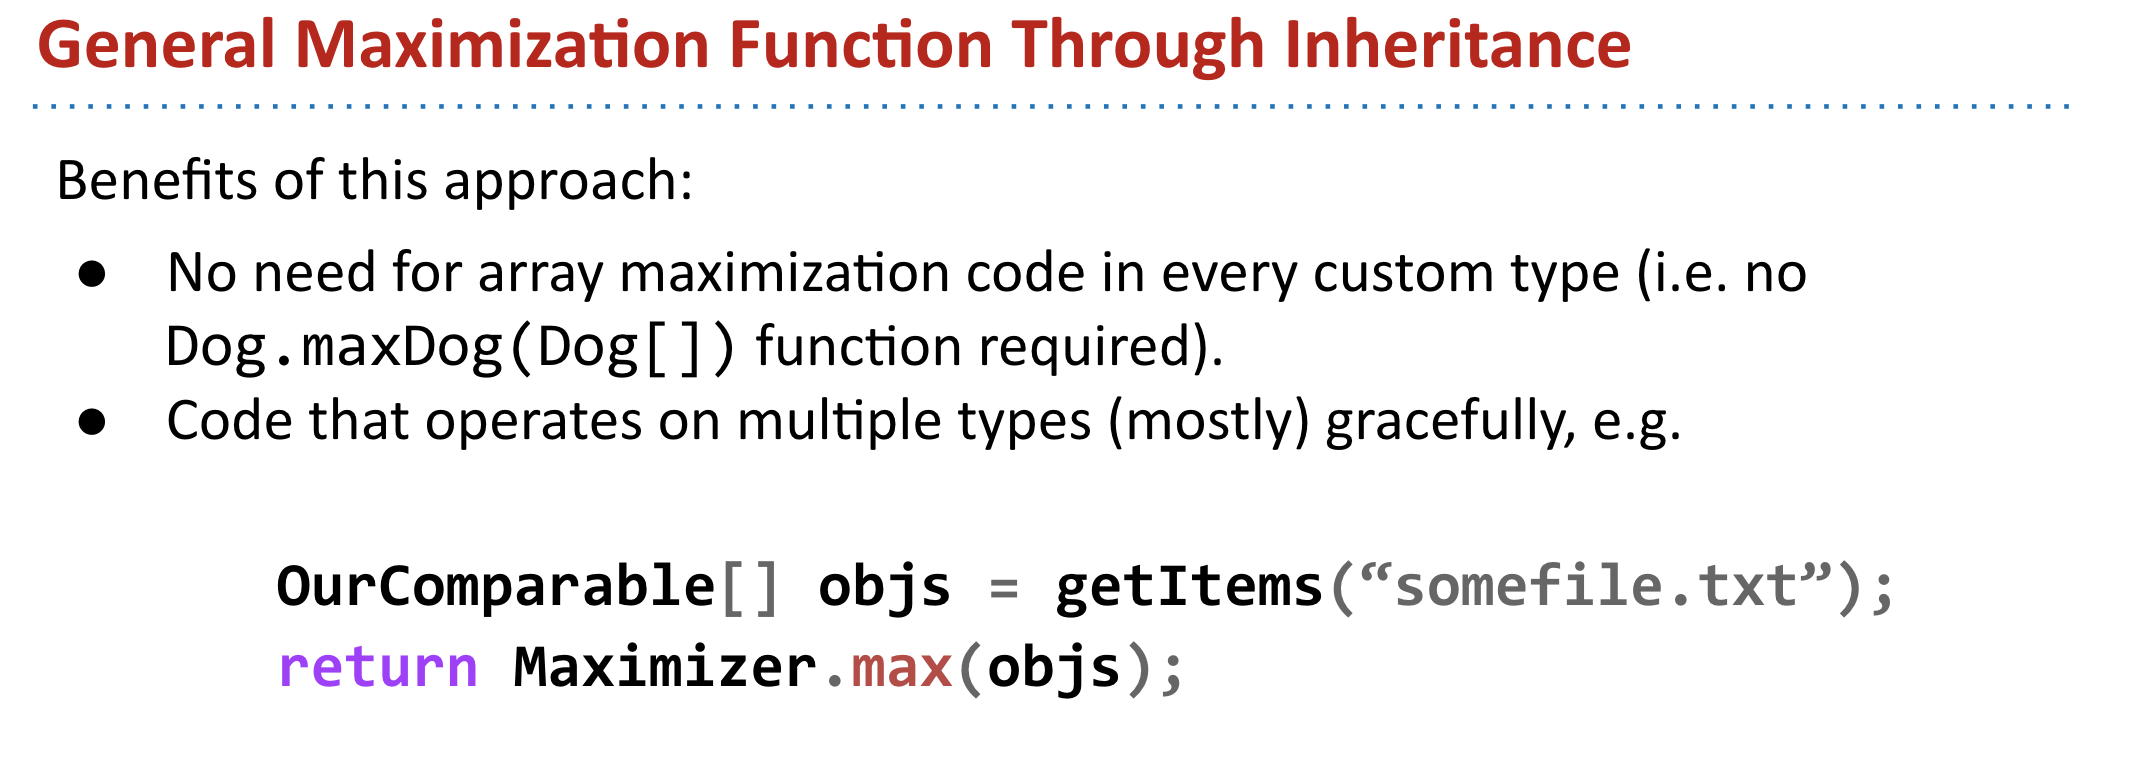 General Maximization Function Through Inheritance
Benefits of this approach:
● No need for array maximization code in every custom type (i.e. no
Dog.maxDog(Dog[]) function required).
● Code that operates on multiple types (mostly) gracefully, e.g.
OurComparable[] objs = getItems(“somefile.txt”);
return Maximizer.max(objs);